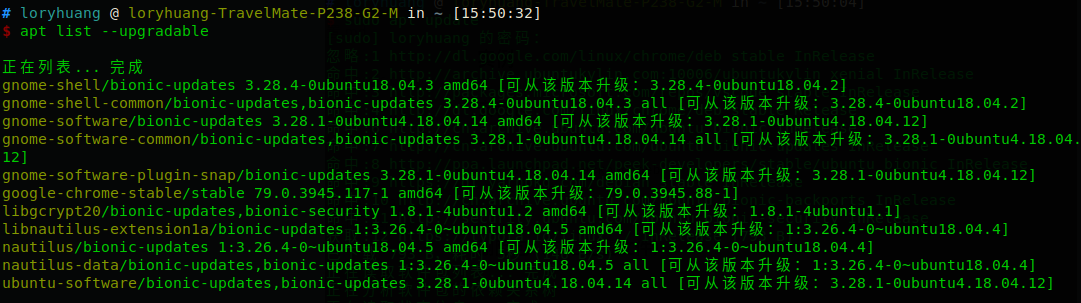 # loryhuang @ loryhuang-TravelMate-P238-G2-M in ~ [15:50:32]
$ apt list --upgradable
正在列表... 完成
gnome-shell/bionic-updates 3.28.4-0ubuntu18.04.3 amd64 [可从该版本升级: 3.28.4-0ubuntu18.04.2]
gnome-shell-common/bionic-updates,bionic-updates 3.28.4-0ubuntu18.04.3 all [可从该版本升级: 3.28.4-0ubuntu18.04.2]
gnome-software/bionic-updates 3.28.1-0ubuntu4.18.04.14 amd64 [可从该版本升级: 3.28.1-0ubuntu4.18.04.12]
gnome-software-common/bionic-updates,bionic-updates 3.28.1-0ubuntu4.18.04.14 all [可从该版本升级: 3.28.1-0ubuntu4.18.04.
12]
gnome-software-plugin-snap/bionic-updates 3.28.1-0ubuntu4.18.04.14 amd64 [可从该版本升级: 3.28.1-0ubuntu4.18.04.12]
google-chrome-stable/stable 79.0.3945.117-1 amd64 [可从该版本升级: 79.0.3945.88-1]
libgcrypt20/bionic-updates,bionic-security 1.8.1-4ubuntu1.2 amd64 [可从该版本升级: 1.8.1-4ubuntu1.1]
libnautilus-extension1a/bionic-updates 1:3.26.4-0~ubuntu18.04.5 amd64 [可从该版本升级: 1:3.26.4-0~ubuntu18.04.4]
nautilus/bionic-updates 1:3.26.4-0~ubuntu18.04.5 amd64 [可从该版本升级: 1:3.26.4-0~ubuntu18.04.4]
nautilus-data/bionic-updates,bionic-updates 1:3.26.4-0~ubuntu18.04.5 all [可从该版本升级: 1:3.26.4-0~ubuntu18.04.4]
ubuntu-software/bionic-updates,bionic-updates 3.28.1-0ubuntu4.18.04.14 all [可从该版本升级: 3.28.1-0ubuntu4.18.04.12]